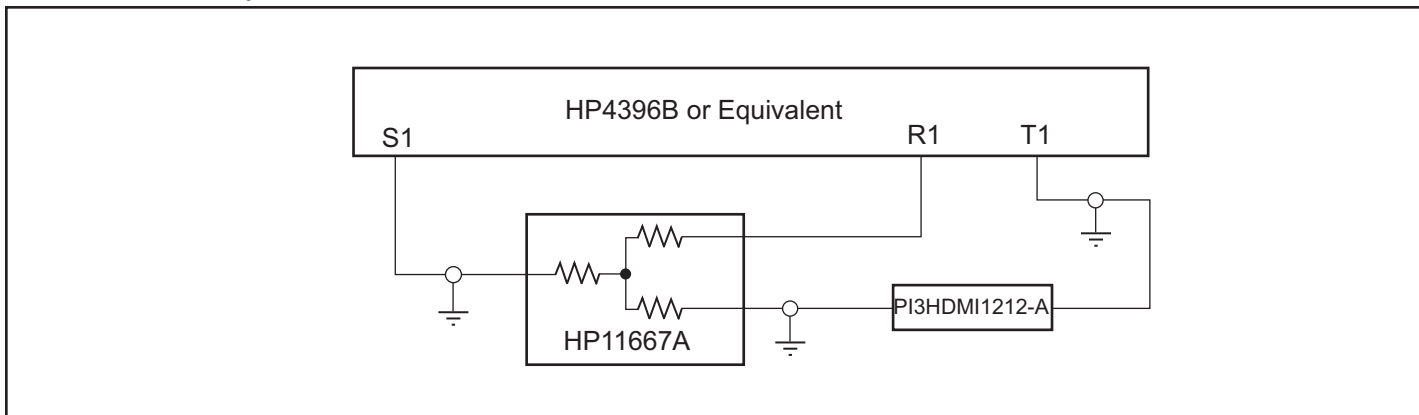 HP4396B or Equivalent
S1
R1
T1
PI3HDMI1212-A
HP11667A